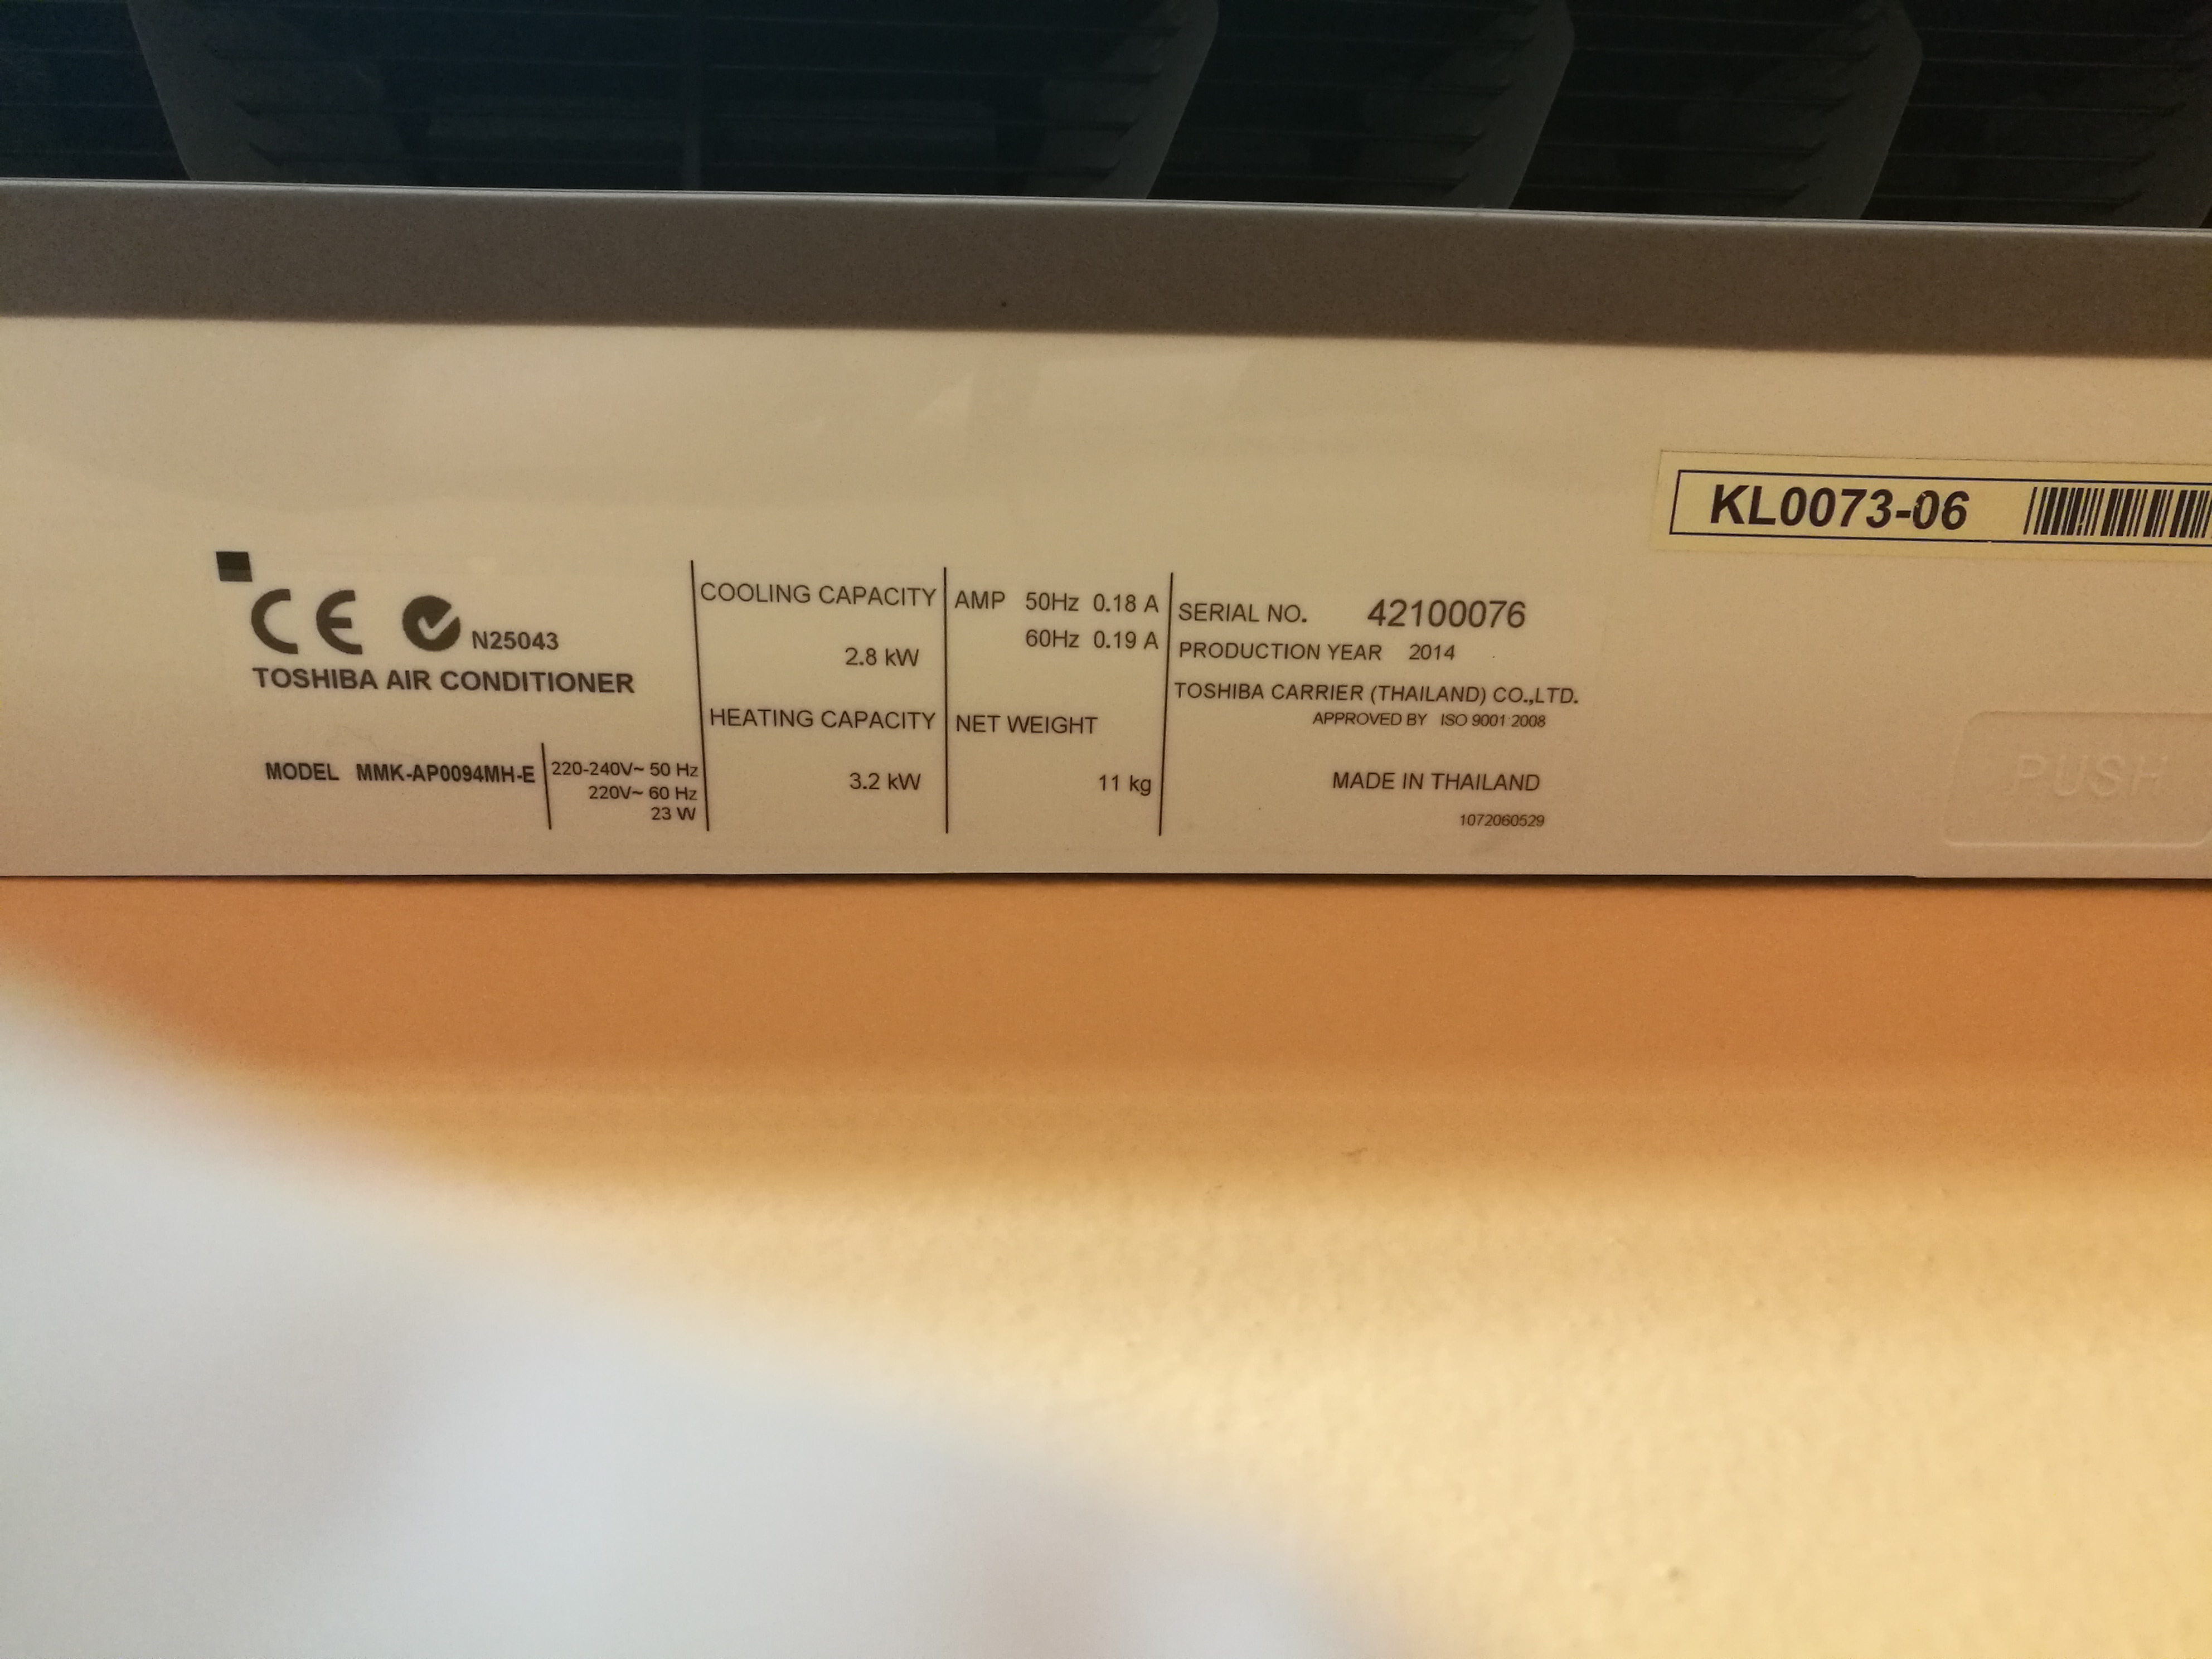 KL0073-06
CE N25043
TOSHIBA AIR CONDITIONER
MODEL MMK-AP0094MH-E
220-240V~ 50 Hz
220V~ 60 Hz
23 W
COOLING CAPACITY
2.8 kW
HEATING CAPACITY
3.2 kW
AMP 50Hz 0.18 A
60Hz 0.19 A
NET WEIGHT
11 kg
SERIAL NO. 42100076
PRODUCTION YEAR 2014
TOSHIBA CARRIER (THAILAND) CO.,LTD.
APPROVED BY ISO 9001:2008
MADE IN THAILAND
1072060529
PUSH